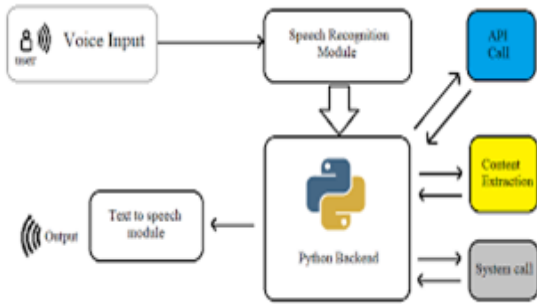 Voice Input
user
Speech Recognition
Module
API
Call
Content
Extraction
Python Backend
System call
Text to speech
module
Output